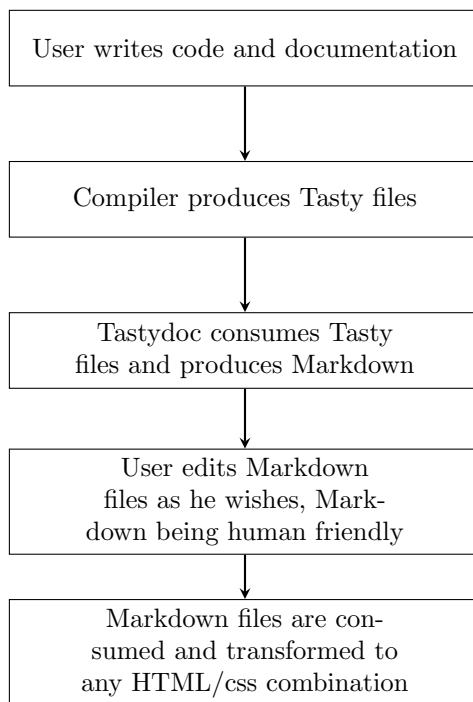 User writes code and documentation
Compiler produces Tasty files
Tastydoc consumes Tasty
files and produces Markdown
User edits Markdown
files as he wishes, Mark-
down being human friendly
Markdown files are con-
sumed and transformed to
any HTML/css combination